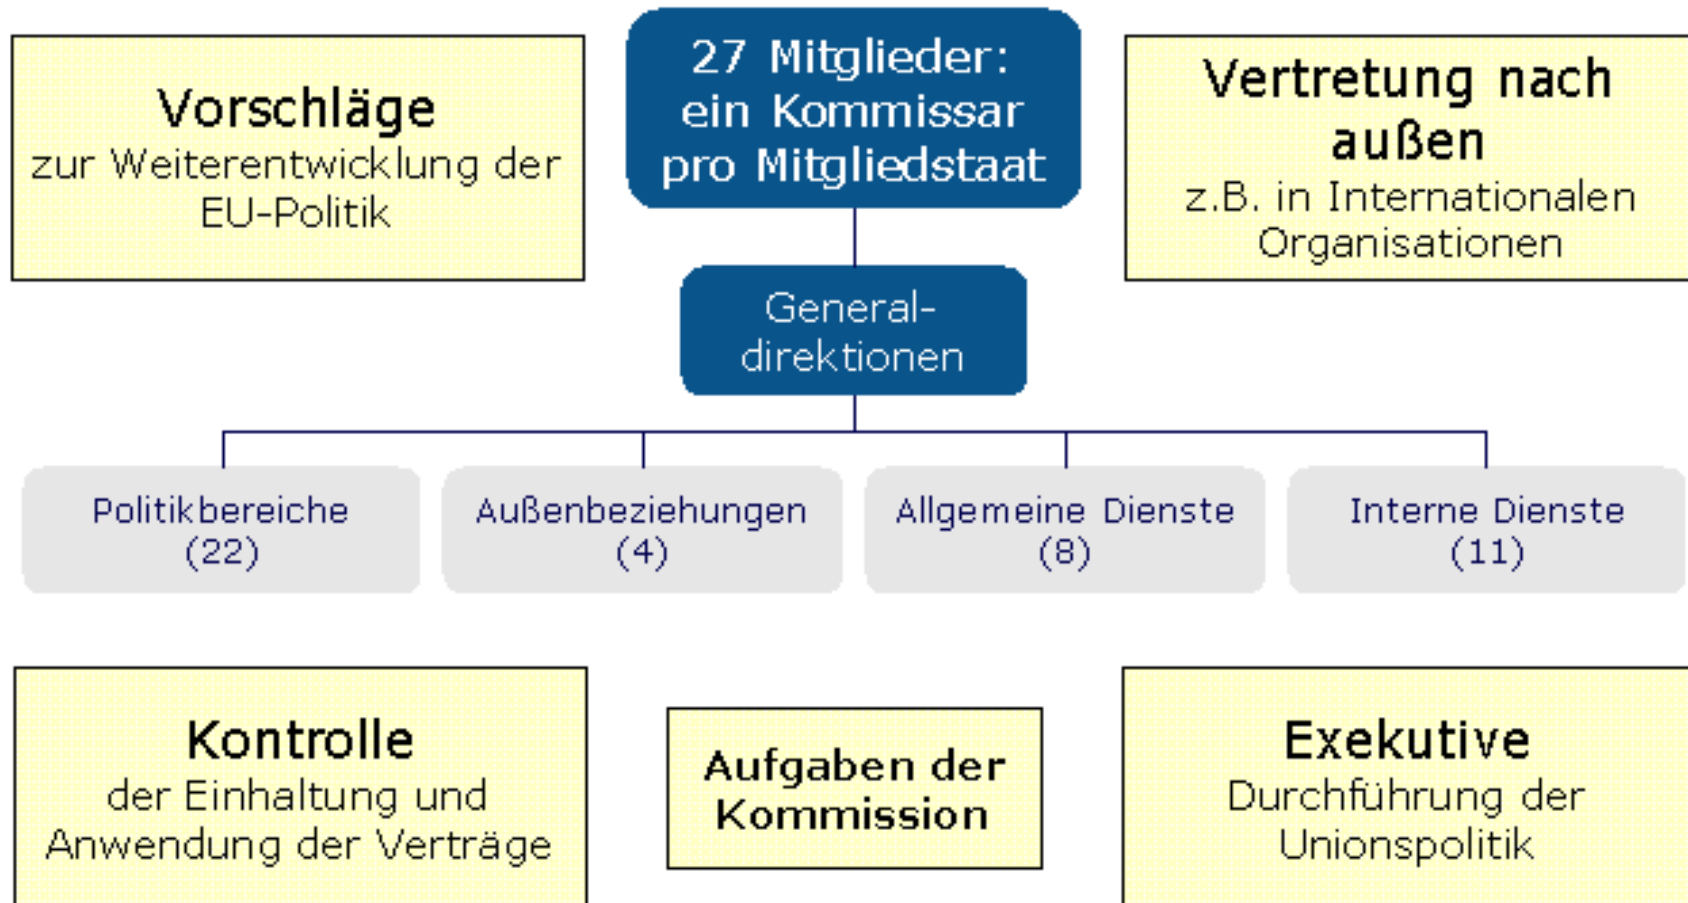 Vorschläge
zur Weiterentwicklung der
EU-Politik
27 Mitglieder:
ein Kommissar
pro Mitgliedstaat
Vertretung nach
außen
z.B. in Internationalen
Organisationen
General-
direktionen
Politikbereiche
(22)
Außenbeziehungen
(4)
Allgemeine Dienste
(8)
Interne Dienste
(11)
Kontrolle
der Einhaltung und
Anwendung der Verträge
Aufgaben der
Kommission
Exekutive
Durchführung der
Unionspolitik